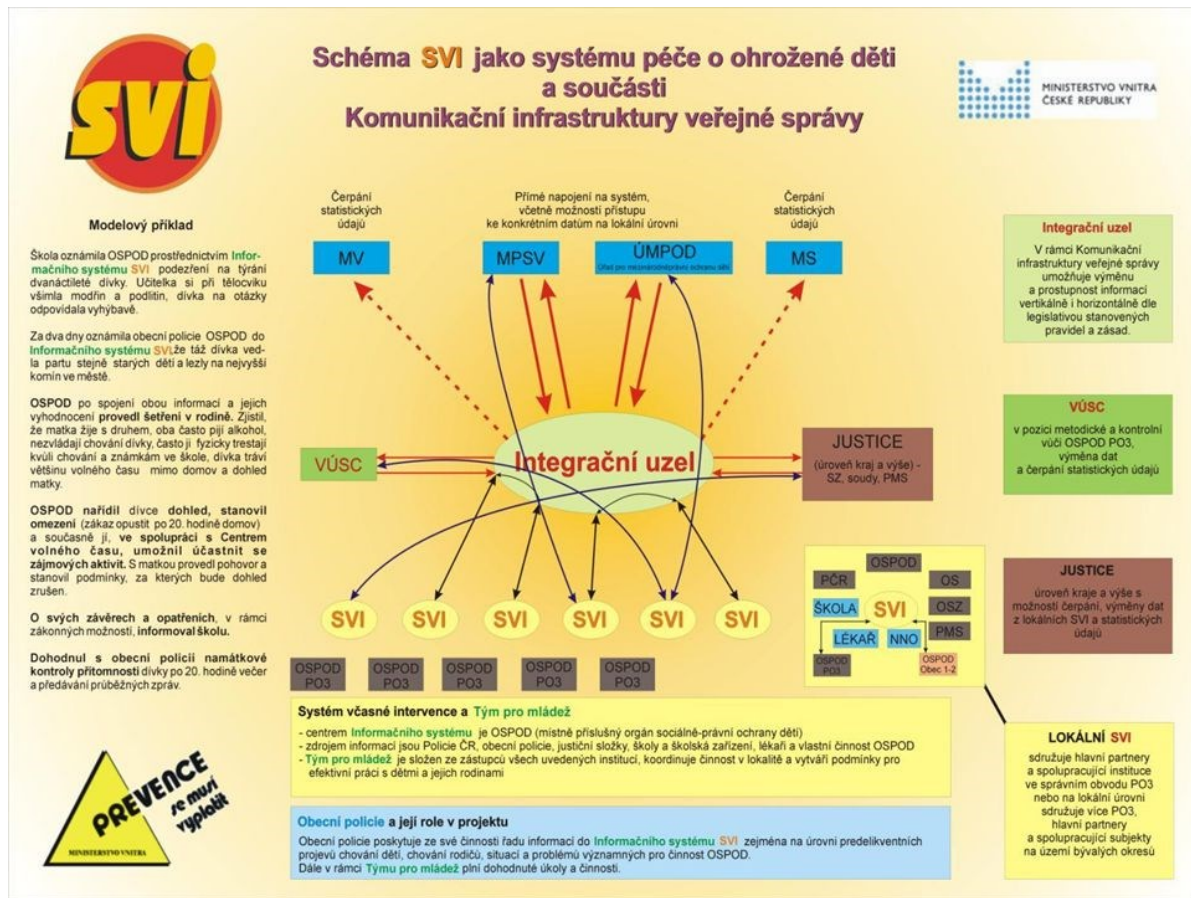 SVI
Schéma SVI jako systému péče o ohrožené děti
a součásti
Komunikační infrastruktury veřejné správy
MINISTERSTVO VNITRA
ČESKÉ REPUBLIKY
Modelový příklad
Škola oznámila OSPOD prostřednictvím Infor-
mačního systému SVI podezření na týrání
dvanáctileté dívky. Učitelka si při tělocviku
všimla modřin a podlitin, dívka na otázky
odpovídala vyhýbavě.
Za dva dny oznámila obecní policie OSPOD do
Informačního systému SVI,že táž dívka ved-
la partu stejně starých dětí a lezly na nejvyšší
komín ve městě.
OSPOD po spojení obou informací a jejich
vyhodnocení provedl šetření v rodině. Zjistil,
že matka žije s druhem, oba často pijí alkohol,
nezvládají chování dívky, často ji fyzicky trestají
kvůli chování a známkám ve škole, dívka tráví
většinu volného času mimo domov a dohled
matky.
OSPOD nařídil dívce dohled, stanovil
omezení (zákaz opustit po 20. hodině domov)
a současně jí, ve spolupráci s Centrem
volného času, umožnil účastnit se
zájmových aktivit. S matkou provedl pohovor a
stanovil podmínky, za kterých bude dohled
zrušen.
O svých závěrech a opatřeních, v rámci
zákonných možností, informoval školu.
Dohodnul s obecní policií namátkové
kontroly přítomnosti dívky po 20. hodině večer
a předávání průběžných zpráv.
PREVENCE
se musí
vyplatit
MINISTERSTVO VNITRA
Čerpání
statistických
údajů
Přímé napojení na systém,
včetně možností přístupu
ke konkrétním datům na lokální úrovni
Čerpání
statistických
údajů
MV
MPSV
ÚMPOD
Úřad pro mezinárodněprávní ochranu dětí
MS
VÚSC
Integrační uzel
JUSTICE
(úroveň kraj a výše) -
SZ, soudy, PMS
SVI
SVI
SVI
SVI
SVI
SVI
OSPOD
PO3
OSPOD
PO3
OSPOD
PO3
OSPOD
PO3
OSPOD
PO3
OSPOD
PČR
OS
ŠKOLA
SVI
OSZ
LÉKAŘ
NNO
PMS
OSPOD
PO3
OSPOD
Obec 1-2
Systém včasné intervence a Tým pro mládež
- centrem Informačního systému je OSPOD (místně příslušný orgán sociálně-právní ochrany dětí)
- zdrojem informací jsou Policie ČR, obecní policie, justiční složky, školy a školská zařízení, lékaři a vlastní činnost OSPOD
- Tým pro mládež je složen ze zástupců všech uvedených institucí, koordinuje činnost v lokalitě a vytváří podmínky pro
efektivní práci s dětmi a jejich rodinami
Obecní policie a její role v projektu
Obecní policie poskytuje ze své činnosti řadu informací do Informačního systému SVI zejména na úrovni predelikventních
projevů chování dětí, chování rodičů, situací a problémů významných pro činnost OSPOD.
Dále v rámci Týmu pro mládež plní dohodnuté úkoly a činnosti.
Integrační uzel
V rámci Komunikační
infrastruktury veřejné správy
umožňuje výměnu
a prostupnost informací
vertikálně i horizontálně dle
legislativou stanovených
pravidel a zásad.
VÚSC
v pozici metodické a kontrolní
vůči OSPOD PO3,
výměna dat
a čerpání statistických údajů
JUSTICE
úroveň kraje a výše s
možností čerpání, výměny dat
z lokálních SVI a statistických
údajů
LOKÁLNÍ SVI
sdružuje hlavní partnery
a spolupracující instituce
ve správním obvodu PO3
nebo na lokální úrovni
sdružuje více PO3,
hlavní partnery
a spolupracující subjekty
na území bývalých okresů